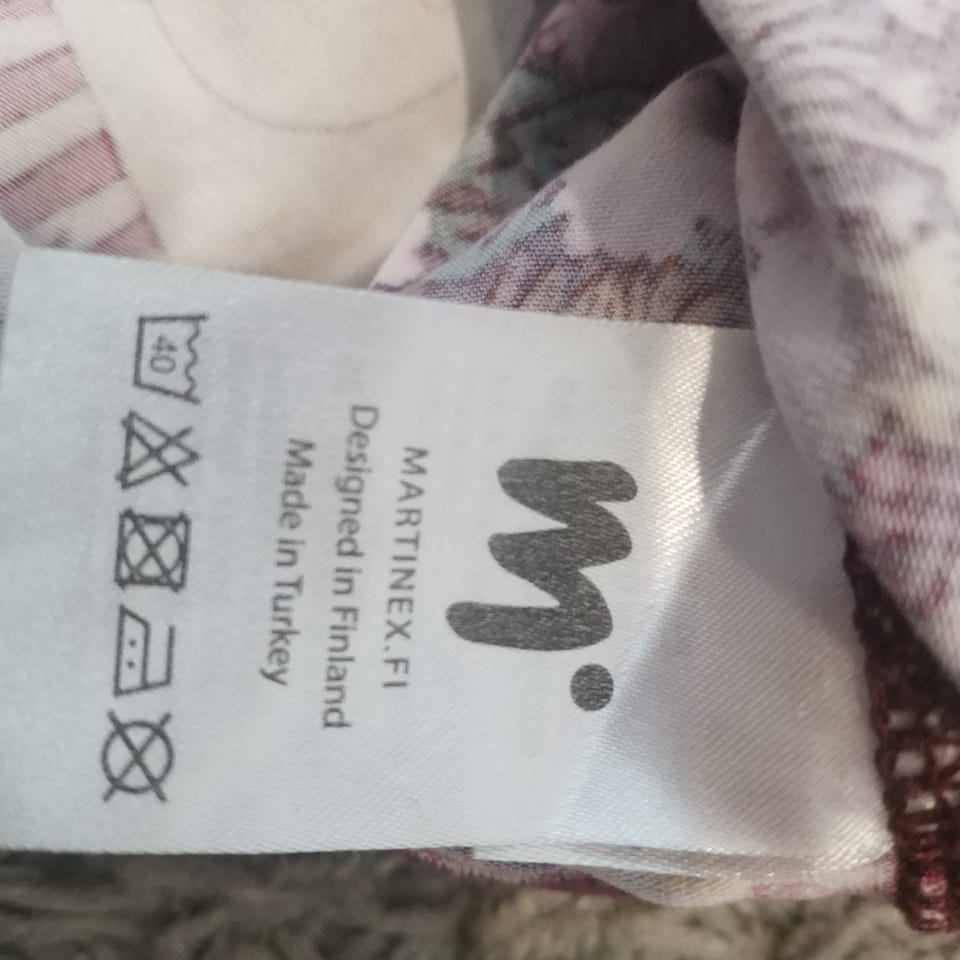 m.
MARTINEX.FI
Designed in Finland
Made in Turkey
40